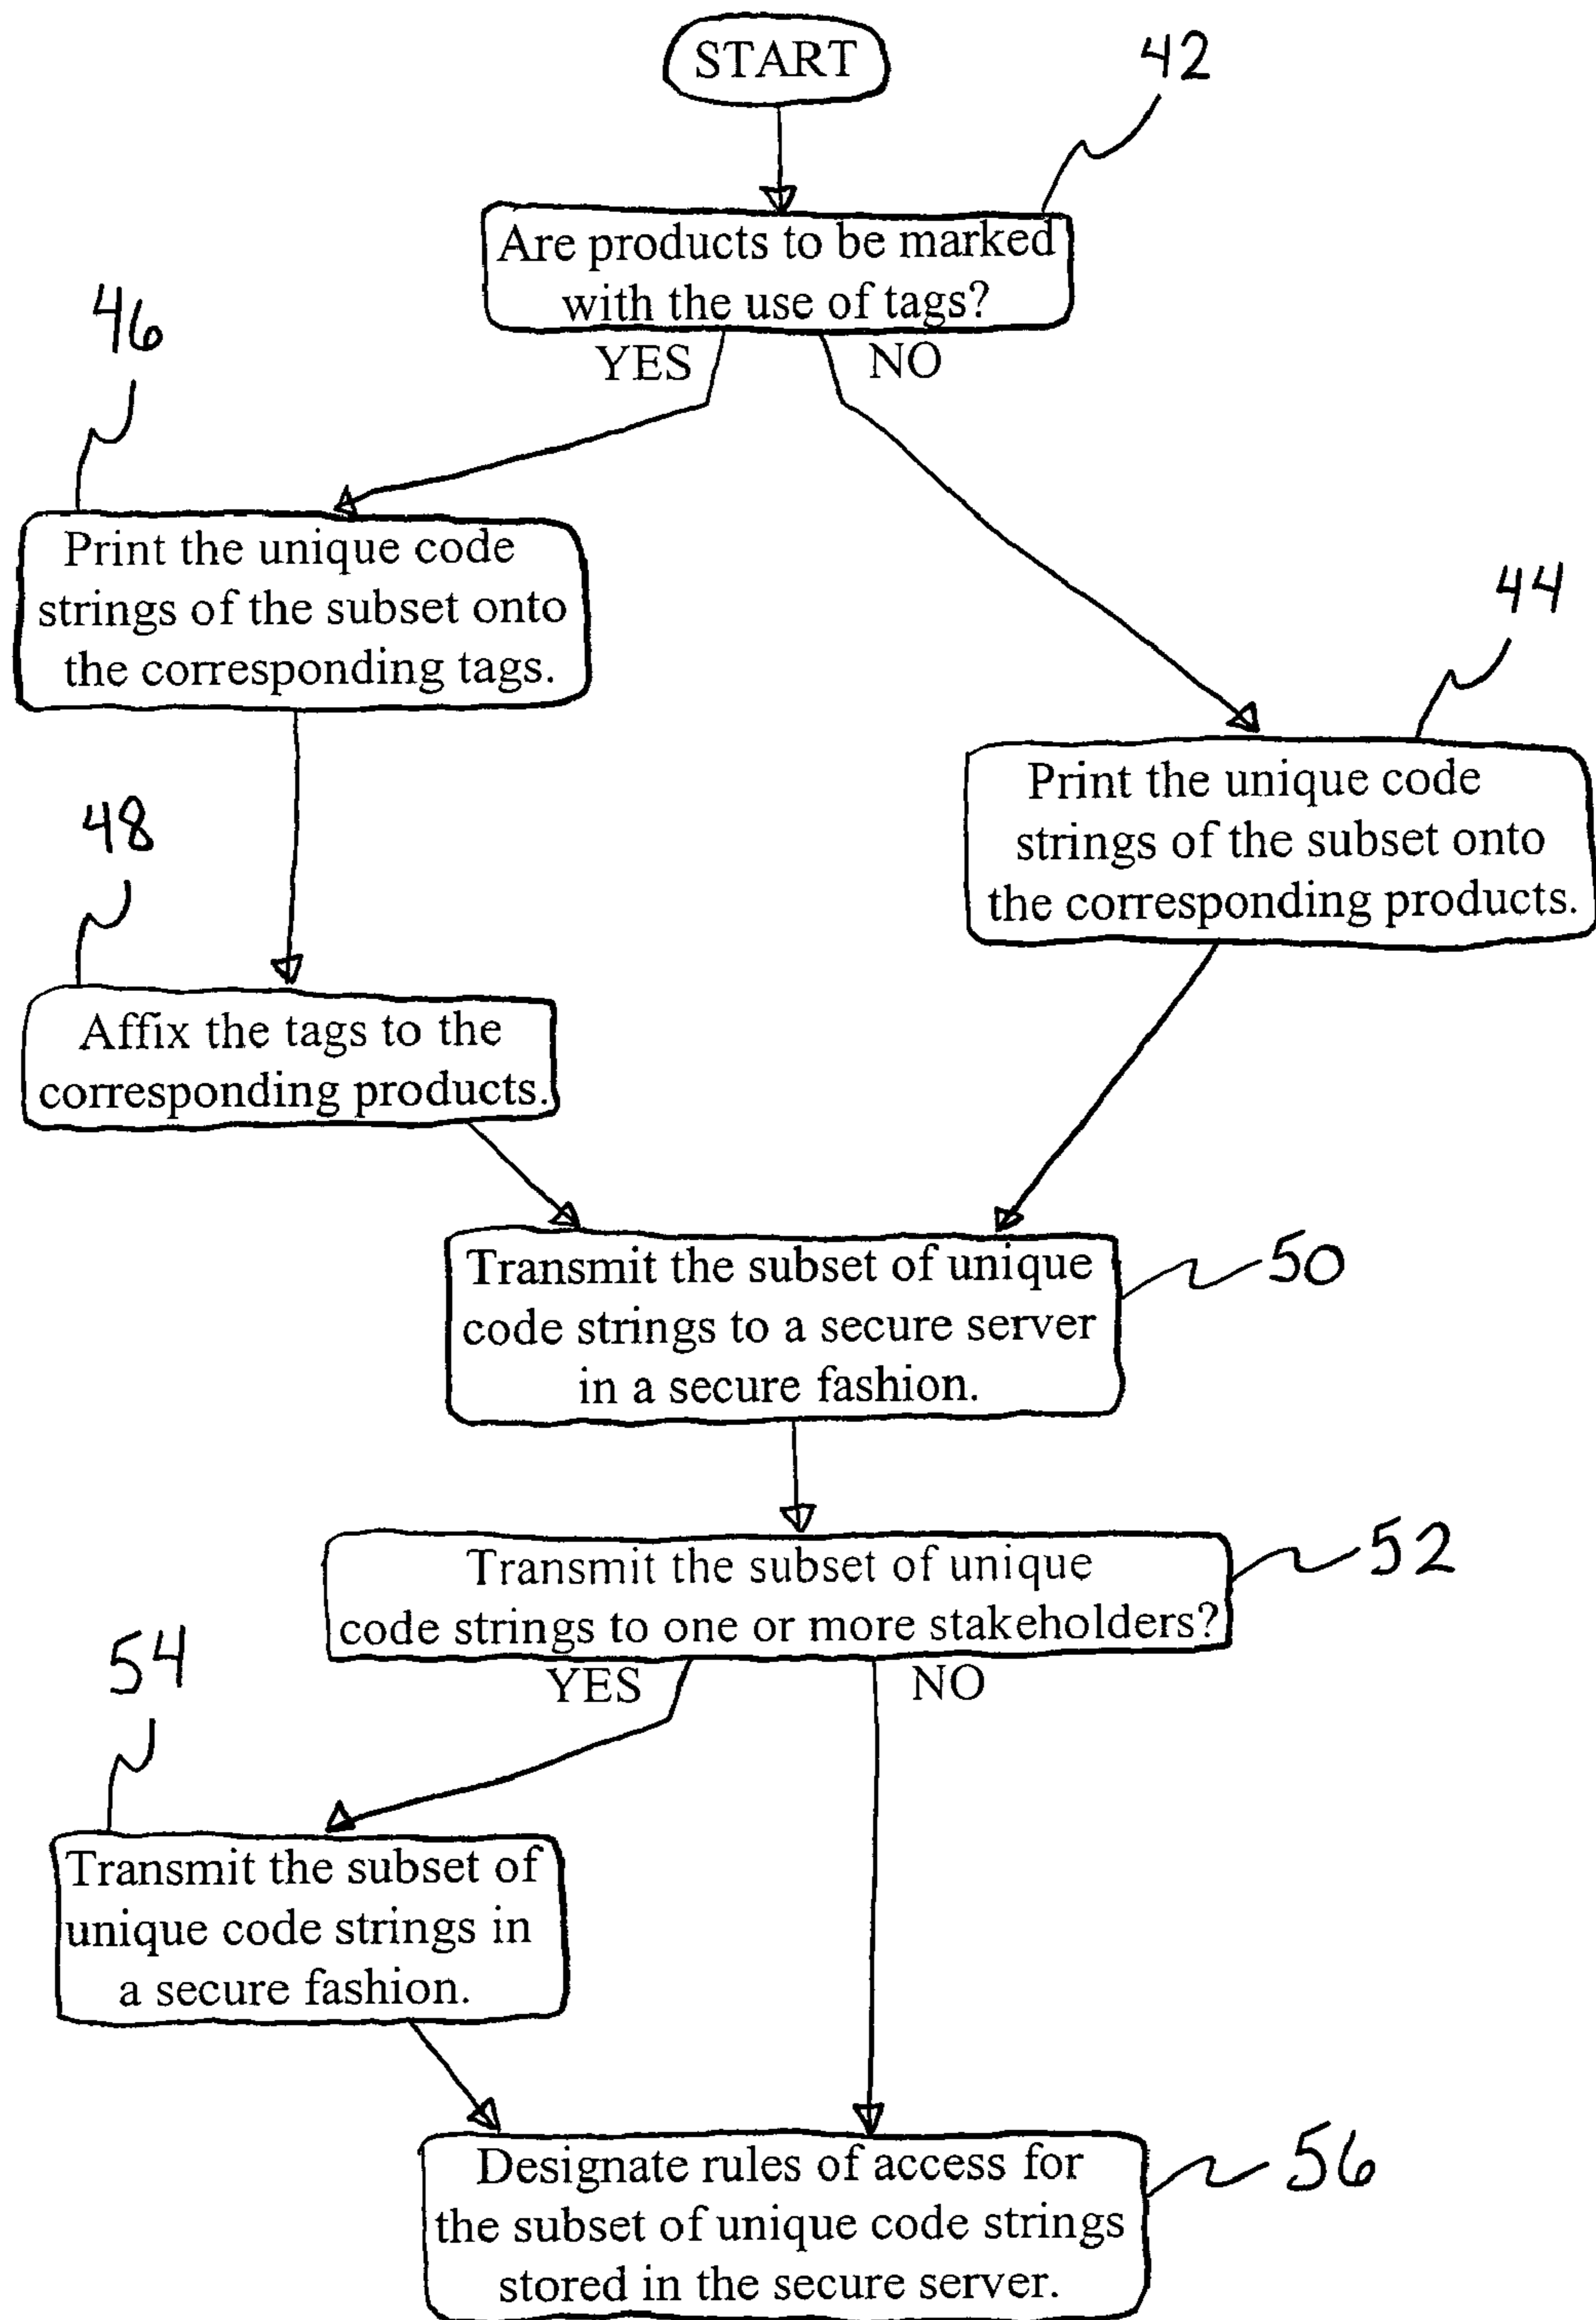 START
42
Are products to be marked
with the use of tags?
YES
NO
46
Print the unique code
strings of the subset onto
the corresponding tags.
44
Print the unique code
strings of the subset onto
the corresponding products.
48
Affix the tags to the
corresponding products.
Transmit the subset of unique
code strings to a secure server
in a secure fashion.
50
Transmit the subset of unique
code strings to one or more stakeholders?
52
YES
NO
54
Transmit the subset of
unique code strings in
a secure fashion.
Designate rules of access for
the subset of unique code strings
stored in the secure server.
56